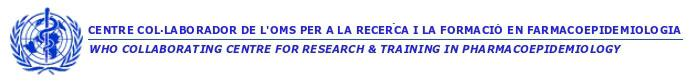 CENTRE COL·LABORADOR DE L'OMS PER A LA RECERCA I LA FORMACIÓ EN FARMACOEPIDEMIOLOGIA
WHO COLLABORATING CENTRE FOR RESEARCH & TRAINING IN PHARMACOEPIDEMIOLOGY